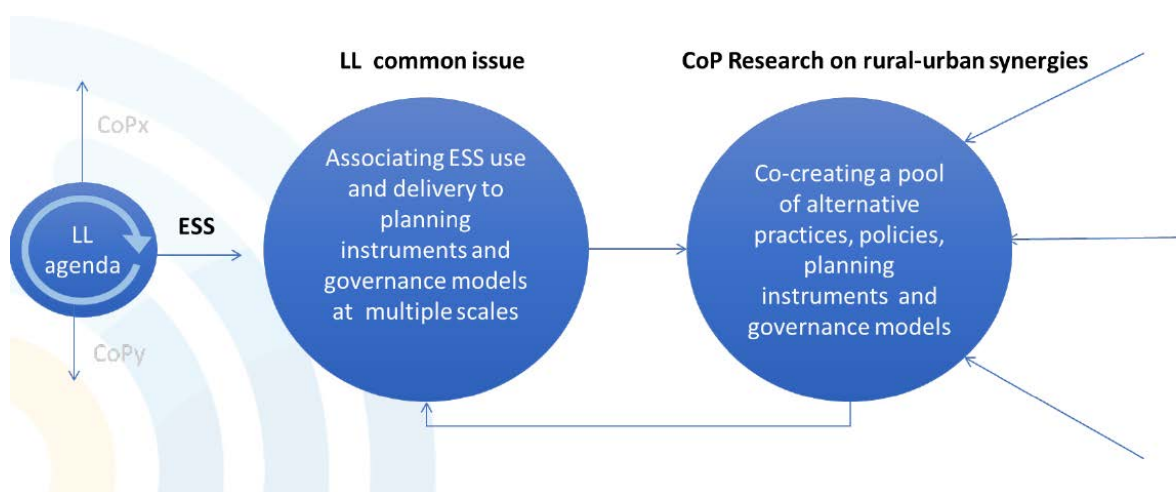 LL common issue
CoP Research on rural-urban synergies
CoPx
LL
agenda
ESS
CoPy
Associating ESS use
and delivery to
planning
instruments and
governance models
at multiple scales
Co-creating a pool
of alternative
practices, policies,
planning
instruments and
governance models